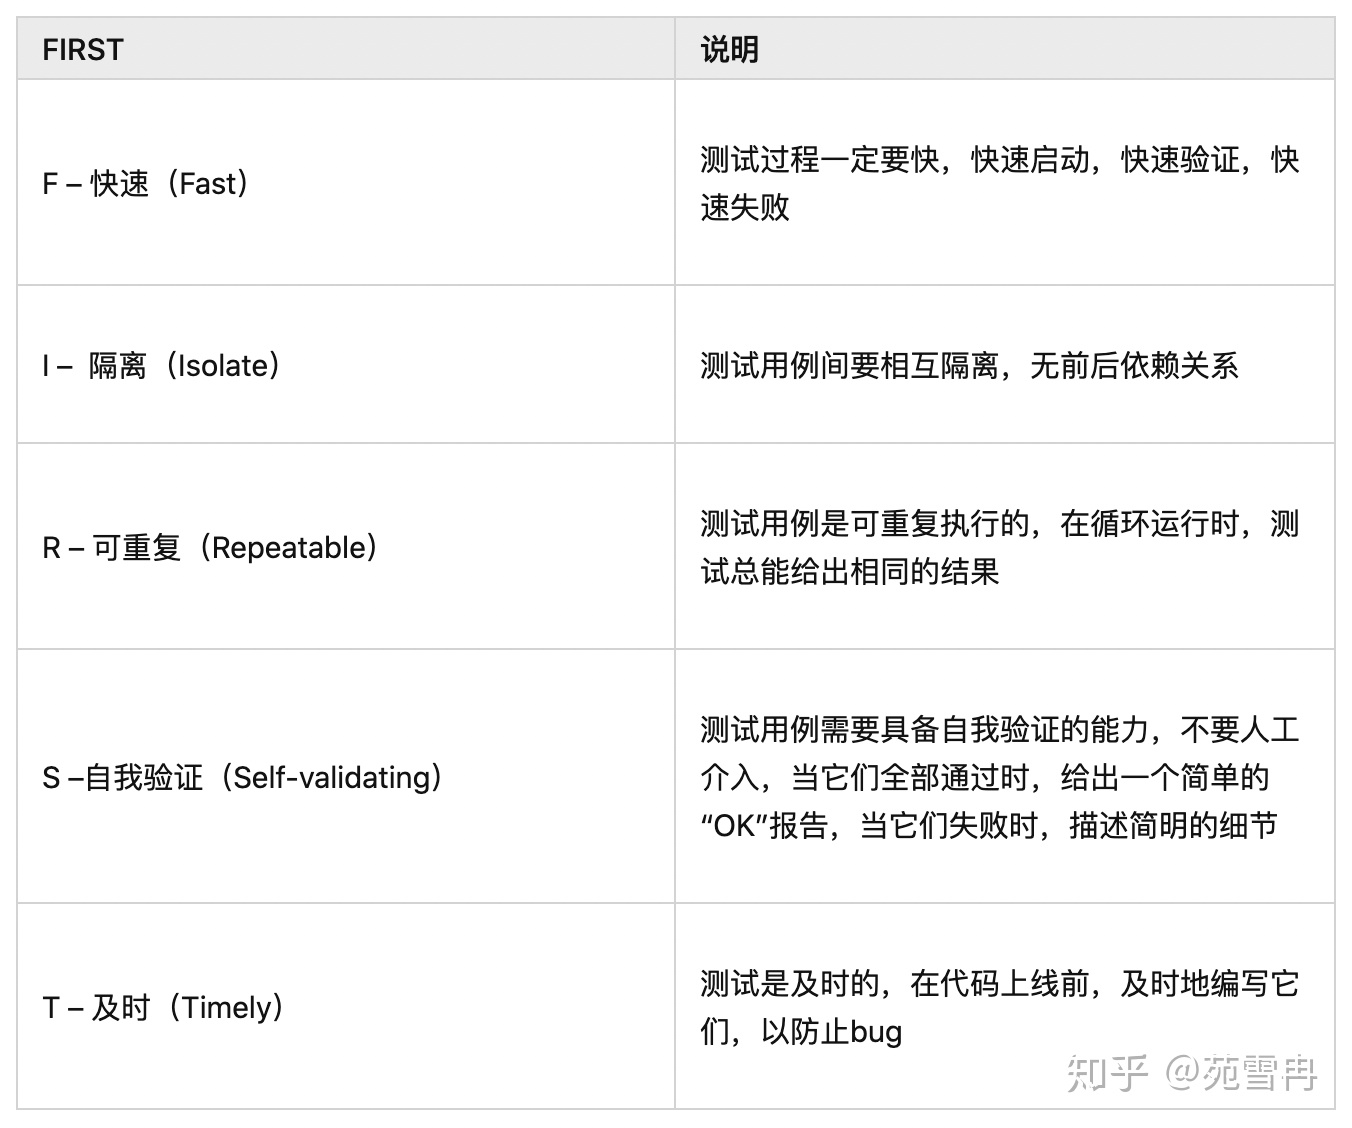 FIRST
说明
F – 快速（Fast）
测试过程一定要快，快速启动，快速验证，快
速失败
I – 隔离（Isolate）
测试用例间要相互隔离，无前后依赖关系
R – 可重复（Repeatable）
测试用例是可重复执行的，在循环运行时，测
试总能给出相同的结果
S –自我验证（Self-validating）
测试用例需要具备自我验证的能力，不要人工
介入，当它们全部通过时，给出一个简单的
“OK”报告，当它们失败时，描述简明的细节
T – 及时（Timely）
测试是及时的，在代码上线前，及时地编写它
们，以防止bug
知乎 @苑雪冉